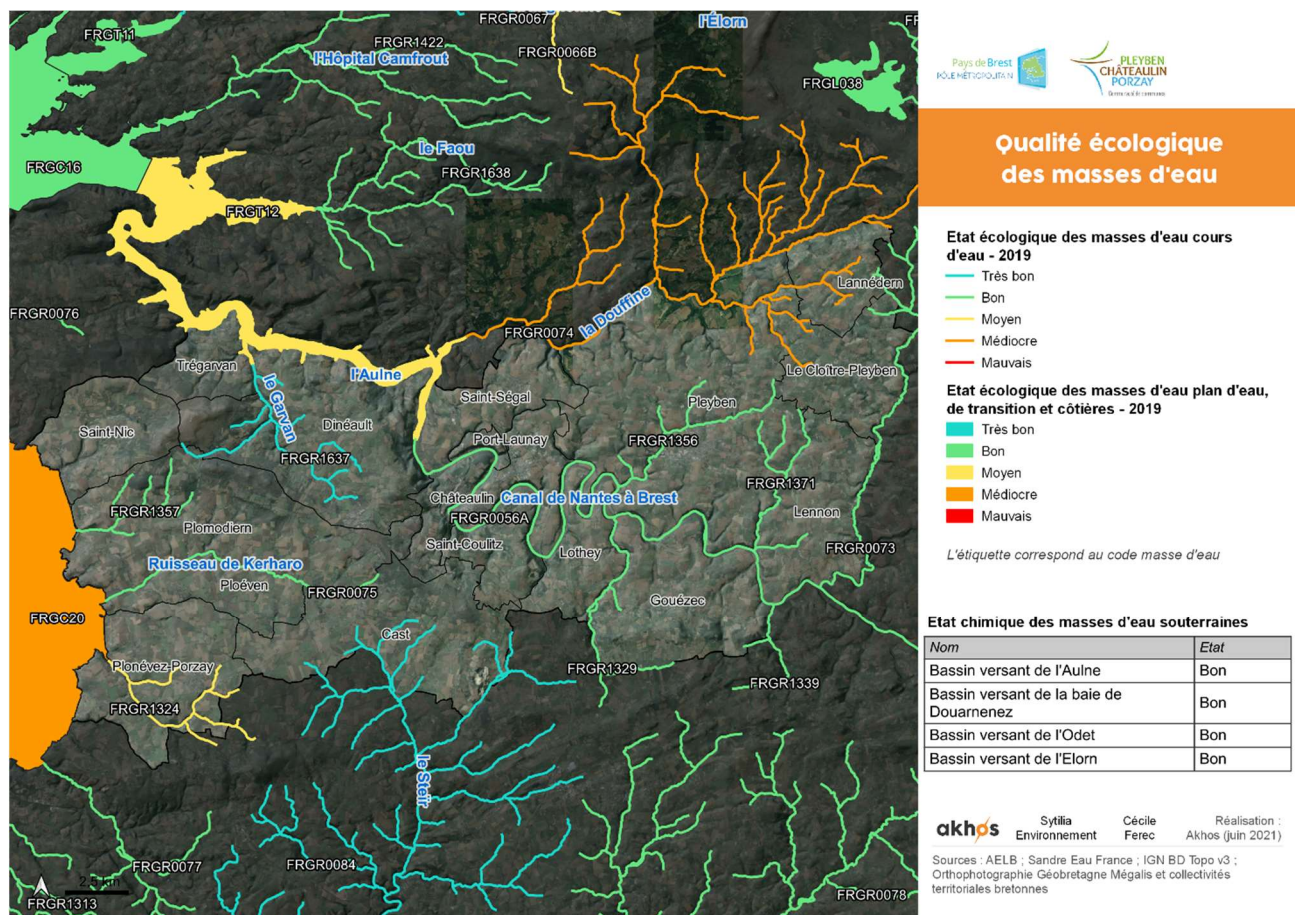 FRGR0067
l'Élorn
FRGT11
FRGR1422
FRGR0066B
l'Hôpital Camfrout
FRGL038
le Faou
FRGC16
FRGR1638
FRGT12
Lannédern
la Douffine
FRGR0076
FRGR0074
Trégarvan
l'Aulne
Le Cloître-Pleyben
le Garvan
Saint-Ségal
Pleyben
Saint-Nic
Dinéault
Port-Launay
FRGR1356
FRGR1637
FRGR1371
Châteaulin
Canal de Nantes à Brest
FRGR1357
FRGR0056A
Lennon
Plomodiern
Saint-Coulitz
Lothey
FRGR0073
Ruisseau de Kerharo
Ploéven
FRGR0075
Gouézec
FRGC20
Cast
Plonévez-Porzay
FRGR1329
FRGR1339
FRGR1324
le Steïr
FRGR0077
FRGR0084
2,5 km
FRGR1313
FRGR0078
Pays de Brest
PÔLE MÉTROPOLITAIN
PLEYBEN
CHÂTEAULIN
PORZAY
Communauté de communes
Qualité écologique
des masses d'eau
Etat écologique des masses d'eau cours
d'eau - 2019
Très bon
Bon
Moyen
Médiocre
Mauvais
Etat écologique des masses d'eau plan d'eau,
de transition et côtières - 2019
Très bon
Bon
Moyen
Médiocre
Mauvais
L'étiquette correspond au code masse d'eau
Etat chimique des masses d'eau souterraines
Nom Etat
Bassin versant de l'Aulne Bon
Bassin versant de la baie de
Douarnenez Bon
Bassin versant de l'Odet Bon
Bassin versant de l'Elorn Bon
akhos
Sytilia
Environnement
Cécile
Ferec
Réalisation :
Akhos (juin 2021)
Sources : AELB ; Sandre Eau France ; IGN BD Topo v3 ;
Orthophotographie Géobretagne Mégalis et collectivités
territoriales bretonnes